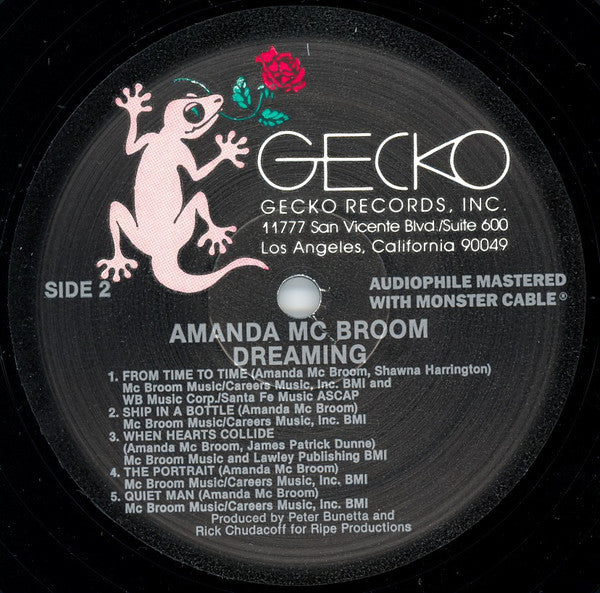 GECKO
GECKO RECORDS, INC.
11777 San Vicente Blvd./Suite 600
Los Angeles, California 90049
SIDE 2
AUDIOPHILE MASTERED
WITH MONSTER CABLE®
AMANDA MC BROOM
DREAMING
1. FROM TIME TO TIME (Amanda Mc Broom, Shawna Harrington)
Mc Broom Music/Careers Music, Inc. BMI and
WB Music Corp./Santa Fe Music ASCAP
2. SHIP IN A BOTTLE (Amanda Mc Broom)
Mc Broom Music/Careers Music, Inc. BMI
3. WHEN HEARTS COLLIDE
(Amanda Mc Broom, James Patrick Dunne)
Mc Broom Music and Lawley Publishing BMI
4. THE PORTRAIT (Amanda Mc Broom)
Mc Broom Music/Careers Music, Inc. BMI
5. QUIET MAN (Amanda Mc Broom)
Mc Broom Music/Careers Music, Inc. BMI
Produced by Peter Bunetta and
Rick Chudacoff for Ripe Productions